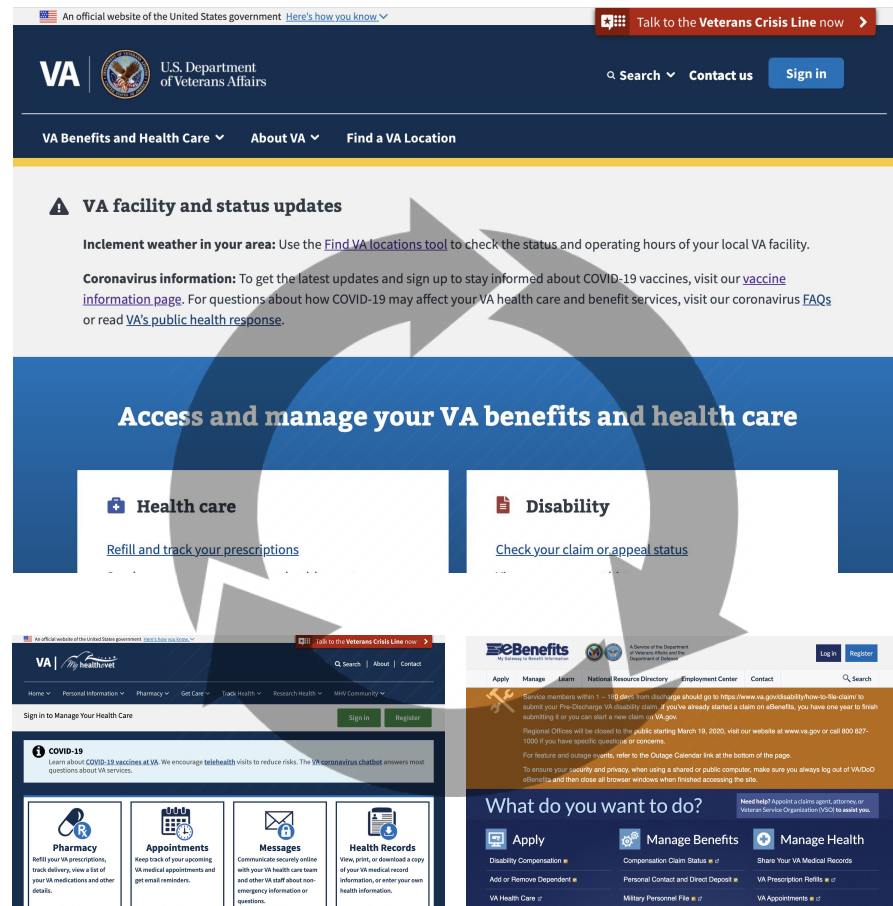 An official website of the United States government Here's how you know
Talk to the Veterans Crisis Line now
VA
U.S. Department
of Veterans Affairs
Search
Contact us
Sign in
VA Benefits and Health Care
About VA
Find a VA Location
VA facility and status updates
Inclement weather in your area: Use the Find VA locations tool to check the status and operating hours of your local VA facility.
Coronavirus information: To get the latest updates and sign up to stay informed about COVID-19 vaccines, visit our vaccine
information page. For questions about how COVID-19 may affect your VA health care and benefit services, visit our coronavirus FAQs
or read VA's public health response.
Access and manage your VA benefits and health care
Health care
Refill and track your prescriptions
Disability
Check your claim or appeal status
An official website of the United States government Here's how you know
Talk to the Veterans Crisis Line now
VA
My healthevet
Search | About | Contact
Home
Personal Information
Pharmacy
Get Care
Track Health
Research Health
MHV Community
Sign in to Manage Your Health Care
Sign in
Register
COVID-19
Learn about COVID-19 vaccines at VA. We encourage telehealth visits to reduce risks. The VA coronavirus chatbot answers most
questions about VA services.
Pharmacy
Refill your VA prescriptions,
track delivery, view a list of
your VA medications and other
details.
Appointments
Keep track of your upcoming
VA medical appointments and
get email reminders.
Messages
Communicate securely online
with your VA health care team
and other VA staff about non-
emergency information or
questions.
Health Records
View, print, or download a copy
of your VA medical record
information, or enter your own
health information.
eBenefits
My Gateway to Benefit Information
A Service of the Department
of Veterans Affairs and the
Department of Defense
Log in
Register
Apply
Manage
Learn
National Resource Directory
Employment Center
Contact
Search
Service members within 1 – 180 days from discharge should go to https://www.va.gov/disability/how-to-file-claim/ to
submit your Pre-Discharge VA disability claim. If you've already started a claim on eBenefits, you have one year to finish
submitting it or you can start a new claim on VA.gov.
Regional Offices will be closed to the public starting March 19, 2020, visit our website at www.va.gov or call 800 827-
1000 if you have specific questions or concerns.
For feature and outage events, refer to the Outage Calendar link at the bottom of the page.
To ensure your security and privacy, when using a shared or public computer, make sure you always log out of VA/DoD
eBenefits and then close all browser windows when finished accessing the site.
What do you want to do?
Need help? Appoint a claims agent, attorney, or
Veteran Service Organization (VSO) to assist you.
Apply
Disability Compensation
Add or Remove Dependent
VA Health Care
Manage Benefits
Compensation Claim Status
Personal Contact and Direct Deposit
Military Personnel File
Manage Health
Share Your VA Medical Records
VA Prescription Refills
VA Appointments